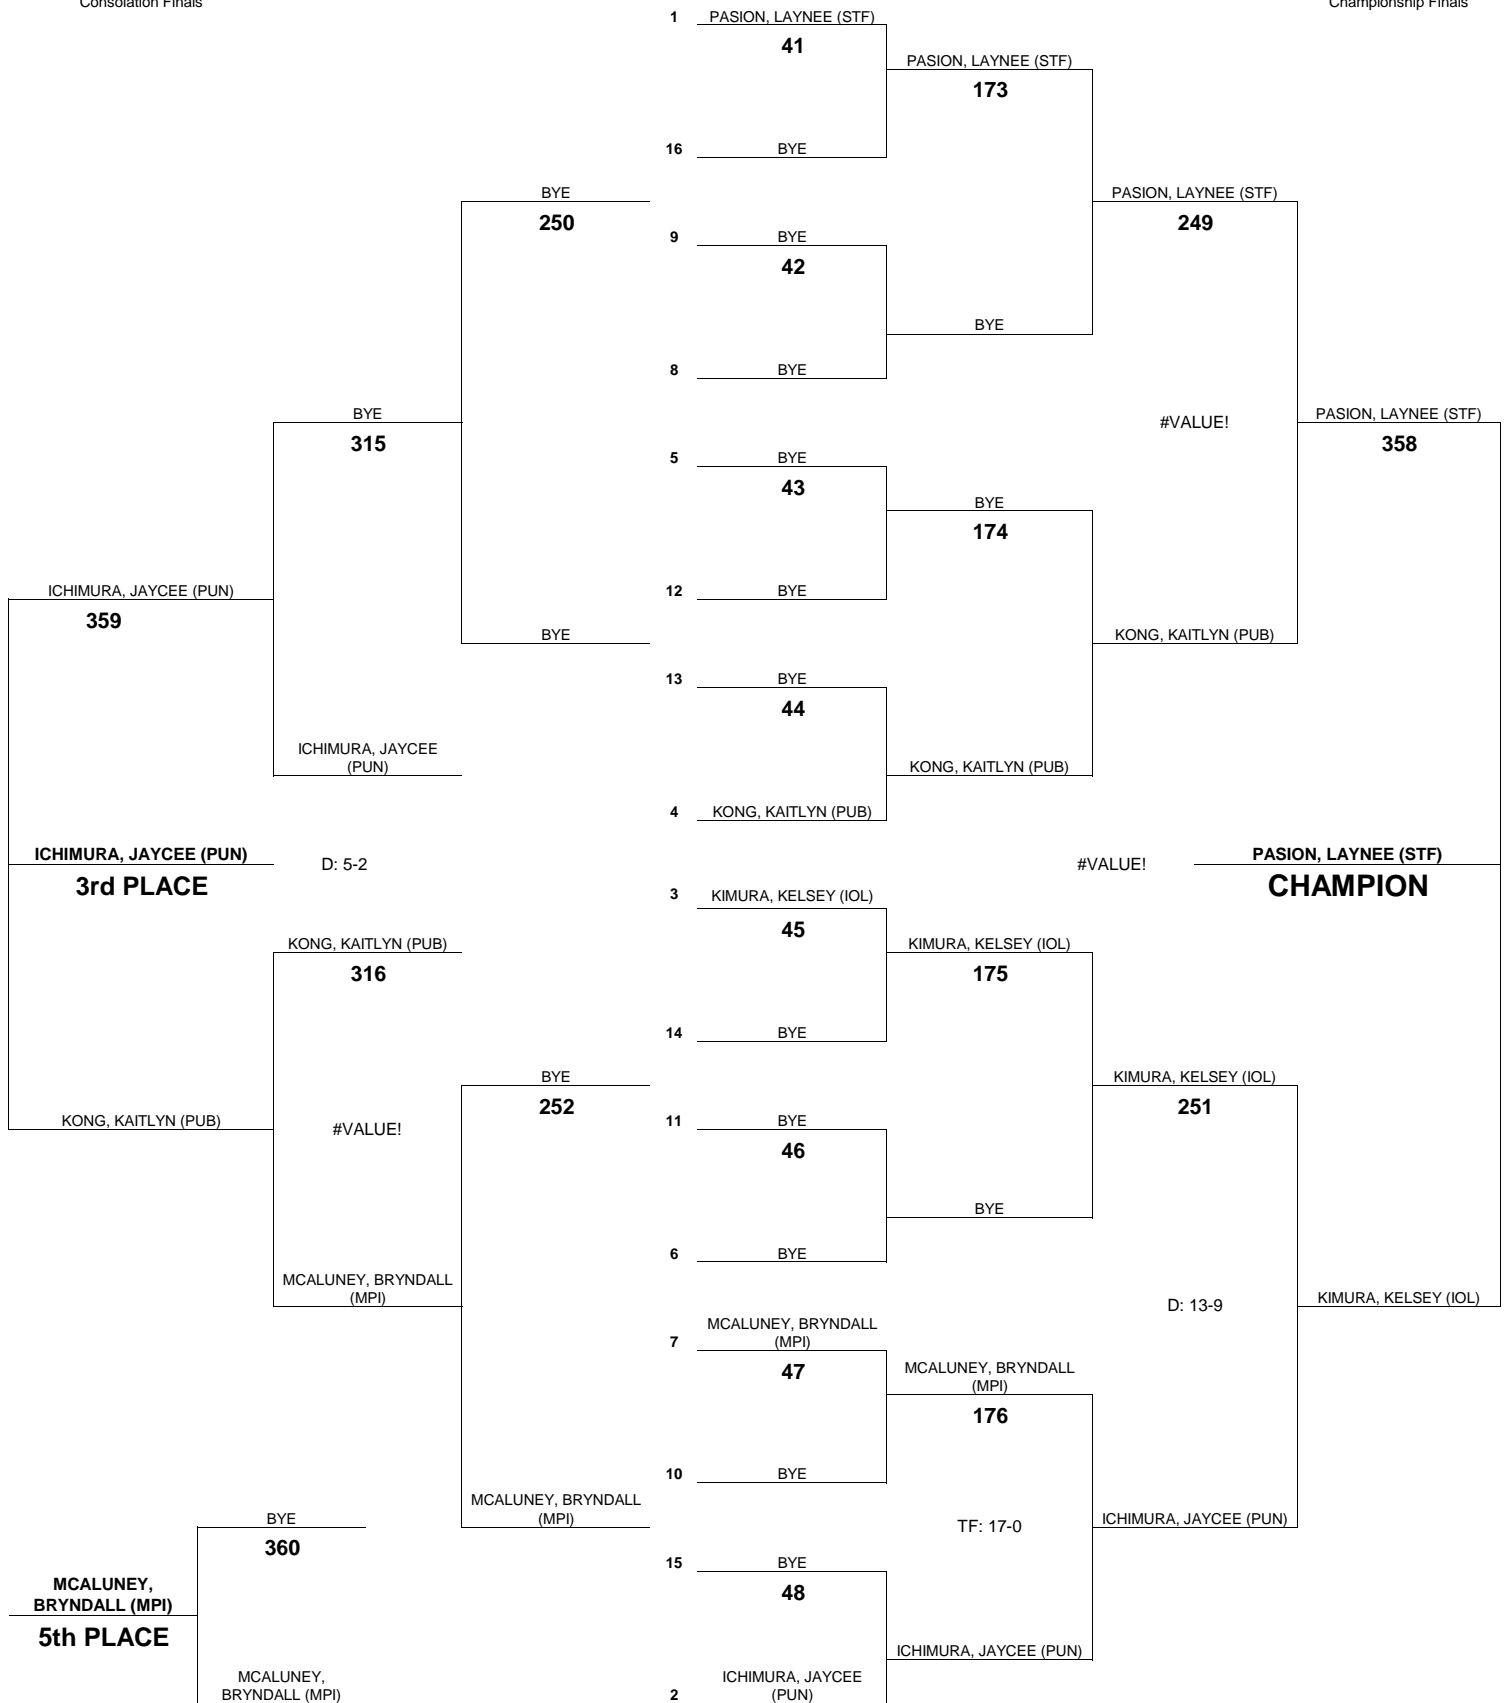 Consolation Finals
Championship Finals
1 PASION, LAYNEE (STF)
41
PASION, LAYNEE (STF)
173
16 BYE
BYE
250
PASION, LAYNEE (STF)
249
9 BYE
42
BYE
8 BYE
BYE
315
#VALUE!
PASION, LAYNEE (STF)
358
5 BYE
43
BYE
174
ICHIMURA, JAYCEE (PUN)
359
12 BYE
BYE
KONG, KAITLYN (PUB)
13 BYE
44
ICHIMURA, JAYCEE
(PUN)
KONG, KAITLYN (PUB)
4 KONG, KAITLYN (PUB)
ICHIMURA, JAYCEE (PUN)
3rd PLACE
D: 5-2
#VALUE!
PASION, LAYNEE (STF)
CHAMPION
3 KIMURA, KELSEY (IOL)
45
KONG, KAITLYN (PUB)
316
KIMURA, KELSEY (IOL)
175
14 BYE
BYE
252
KIMURA, KELSEY (IOL)
251
KONG, KAITLYN (PUB)
#VALUE!
11 BYE
46
BYE
6 BYE
MCALUNEY, BRYNDALL
(MPI)
D: 13-9
KIMURA, KELSEY (IOL)
7 MCALUNEY, BRYNDALL
(MPI)
47
MCALUNEY, BRYNDALL
(MPI)
176
10 BYE
MCALUNEY, BRYNDALL
(MPI)
BYE
360
TF: 17-0
ICHIMURA, JAYCEE (PUN)
15 BYE
48
MCALUNEY,
BRYNDALL (MPI)
5th PLACE
ICHIMURA, JAYCEE (PUN)
MCALUNEY,
BRYNDALL (MPI)
2 ICHIMURA, JAYCEE
(PUN)